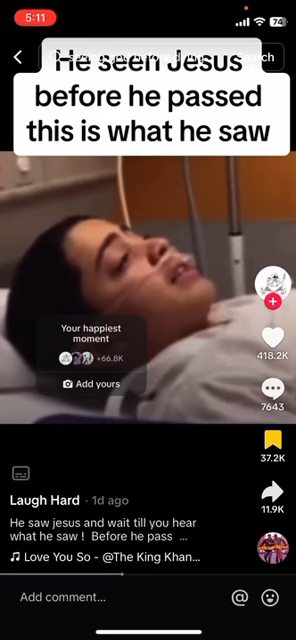 5:11
74
Search
He seen Jesus
before he passed
this is what he saw
Your happiest
moment
+66.8K
Add yours
418.2K
7643
37.2K
11.9K
Laugh Hard · 1d ago
He saw jesus and wait till you hear
what he saw ! Before he pass ...
Love You So - @The King Khan...
Add comment...
@